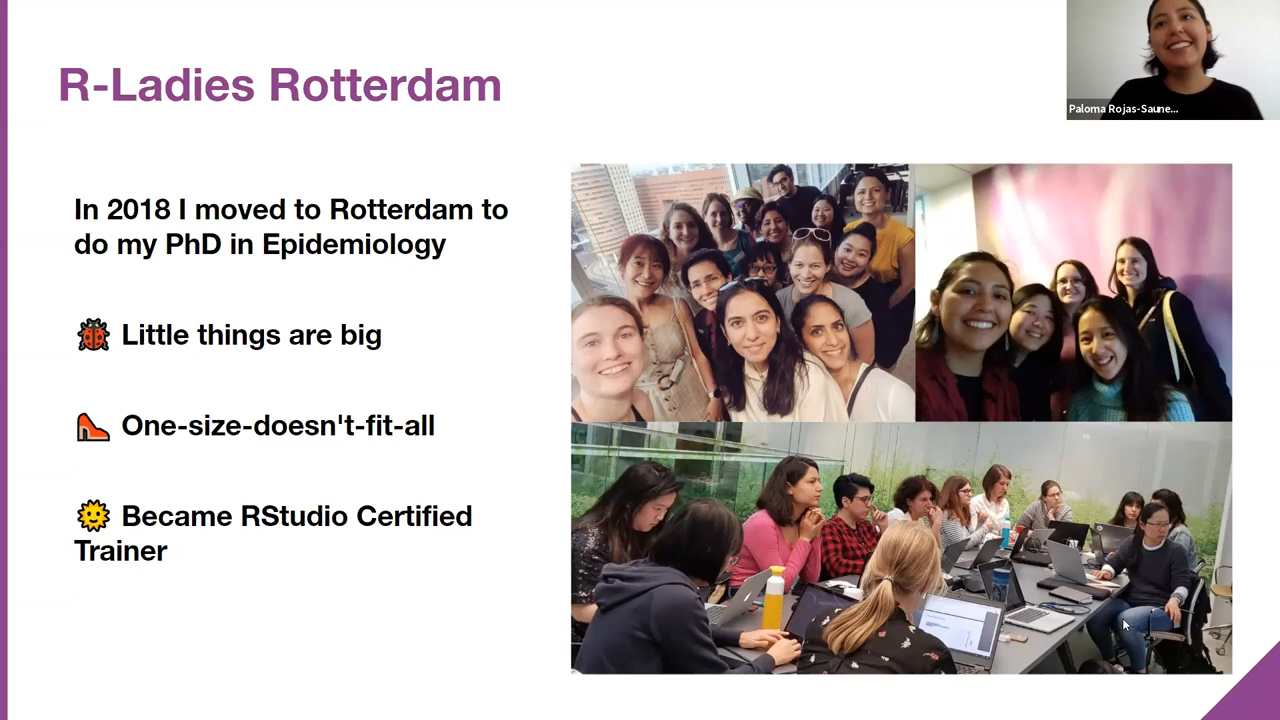 R-Ladies Rotterdam
Paloma Rojas-Saune...
In 2018 I moved to Rotterdam to
do my PhD in Epidemiology
🐞 Little things are big
👠 One-size-doesn't-fit-all
🌞 Became RStudio Certified
Trainer